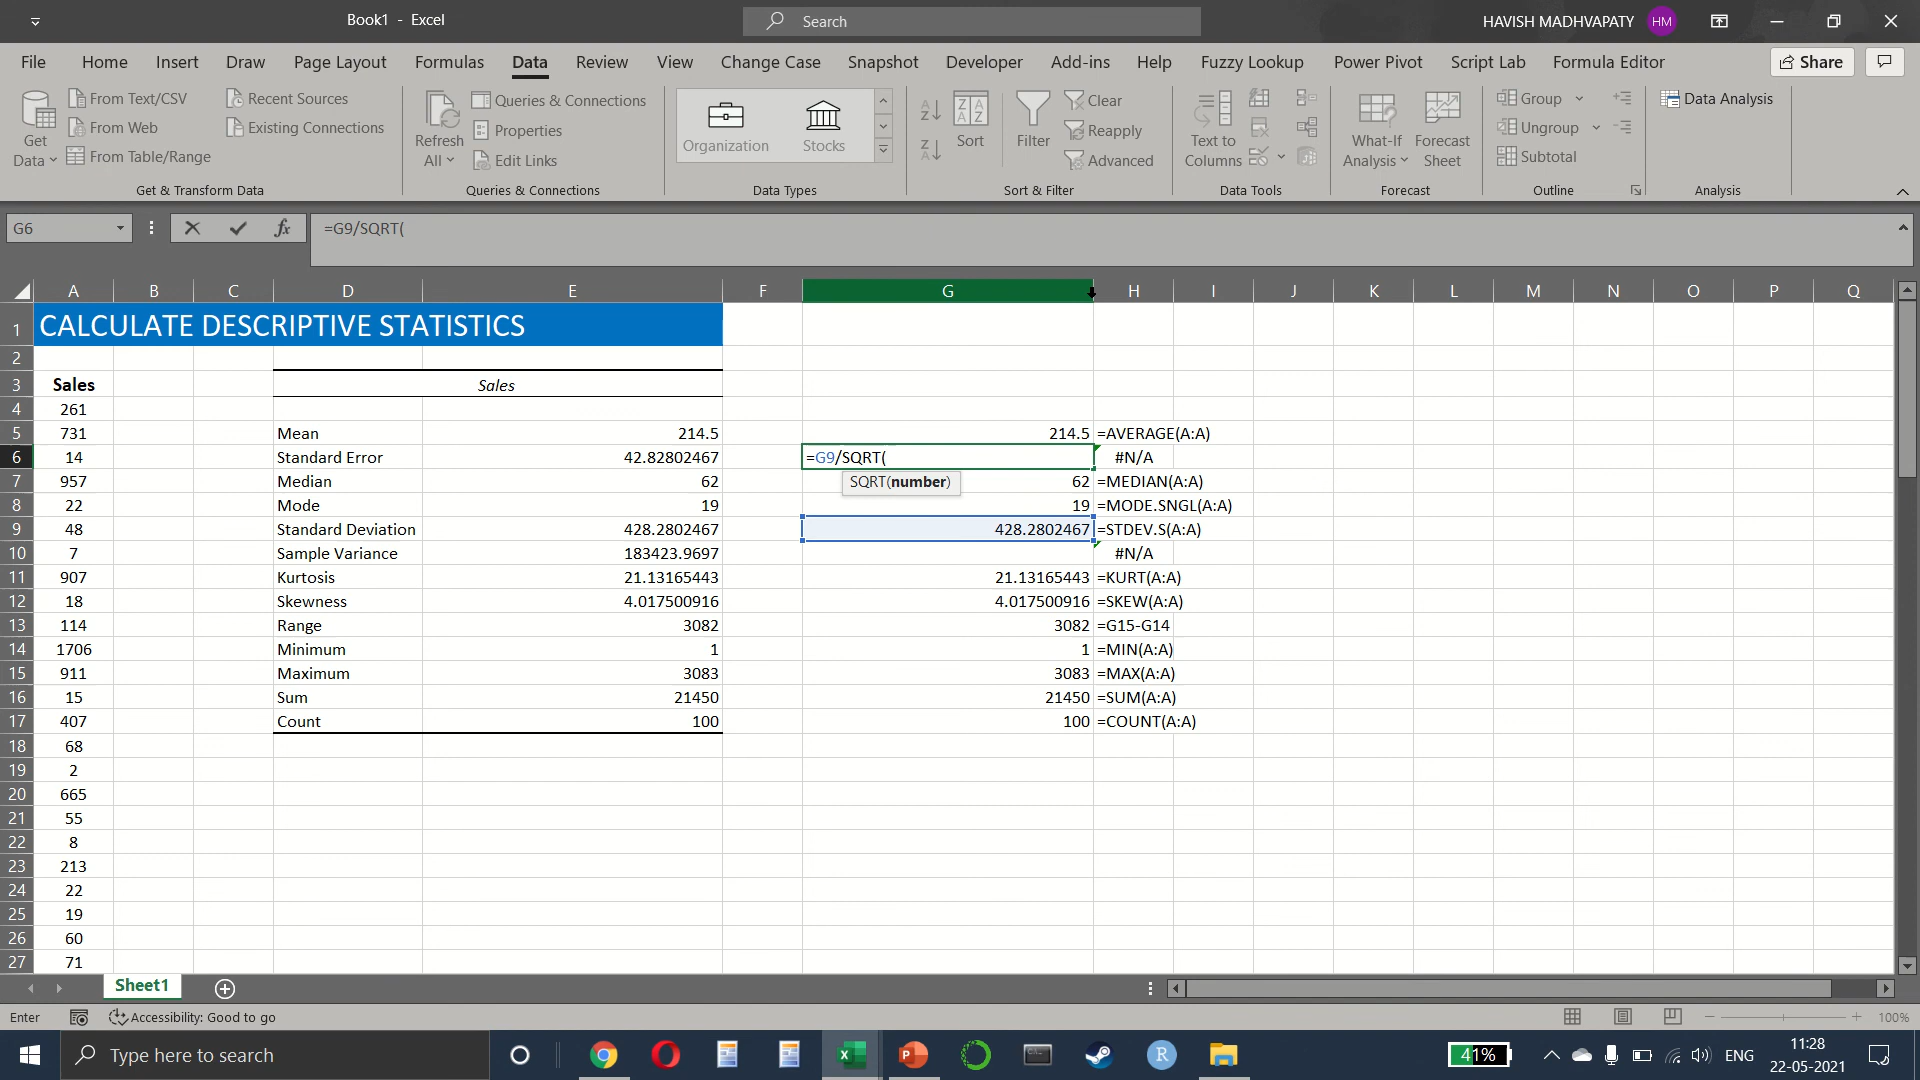 Book1 - Excel
Search
HAVISH MADHVAPATY HM
File Home Insert Draw Page Layout Formulas Data Review View Change Case Snapshot Developer Add-ins Help Fuzzy Lookup Power Pivot Script Lab Formula Editor Share
Get Data
From Text/CSV
From Web
From Table/Range
Recent Sources
Existing Connections
Get & Transform Data
Refresh All
Queries & Connections
Properties
Edit Links
Queries & Connections
Organization
Stocks
Data Types
Sort
Filter
Clear
Reapply
Advanced
Sort & Filter
Text to Columns
Data Tools
What-If Analysis
Forecast Sheet
Forecast
Group
Ungroup
Subtotal
Outline
Data Analysis
Analysis
G6
fx
=G9/SQRT(
A B C D E F G H I J K L M N O P Q
1 CALCULATE DESCRIPTIVE STATISTICS
2
3 Sales Sales
4 261
5 731 Mean 214.5 214.5 =AVERAGE(A:A)
6 14 Standard Error 42.82802467 =G9/SQRT( #N/A
SQRT(number)
7 957 Median 62 62 =MEDIAN(A:A)
8 22 Mode 19 19 =MODE.SNGL(A:A)
9 48 Standard Deviation 428.2802467 428.2802467 =STDEV.S(A:A)
10 7 Sample Variance 183423.9697 #N/A
11 907 Kurtosis 21.13165443 21.13165443 =KURT(A:A)
12 18 Skewness 4.017500916 4.017500916 =SKEW(A:A)
13 114 Range 3082 3082 =G15-G14
14 1706 Minimum 1 1 =MIN(A:A)
15 911 Maximum 3083 3083 =MAX(A:A)
16 15 Sum 21450 21450 =SUM(A:A)
17 407 Count 100 100 =COUNT(A:A)
18 68
19 2
20 665
21 55
22 8
23 213
24 22
25 19
26 60
27 71
Sheet1
Enter
Accessibility: Good to go
100%
Type here to search
41%
ENG
11:28
22-05-2021